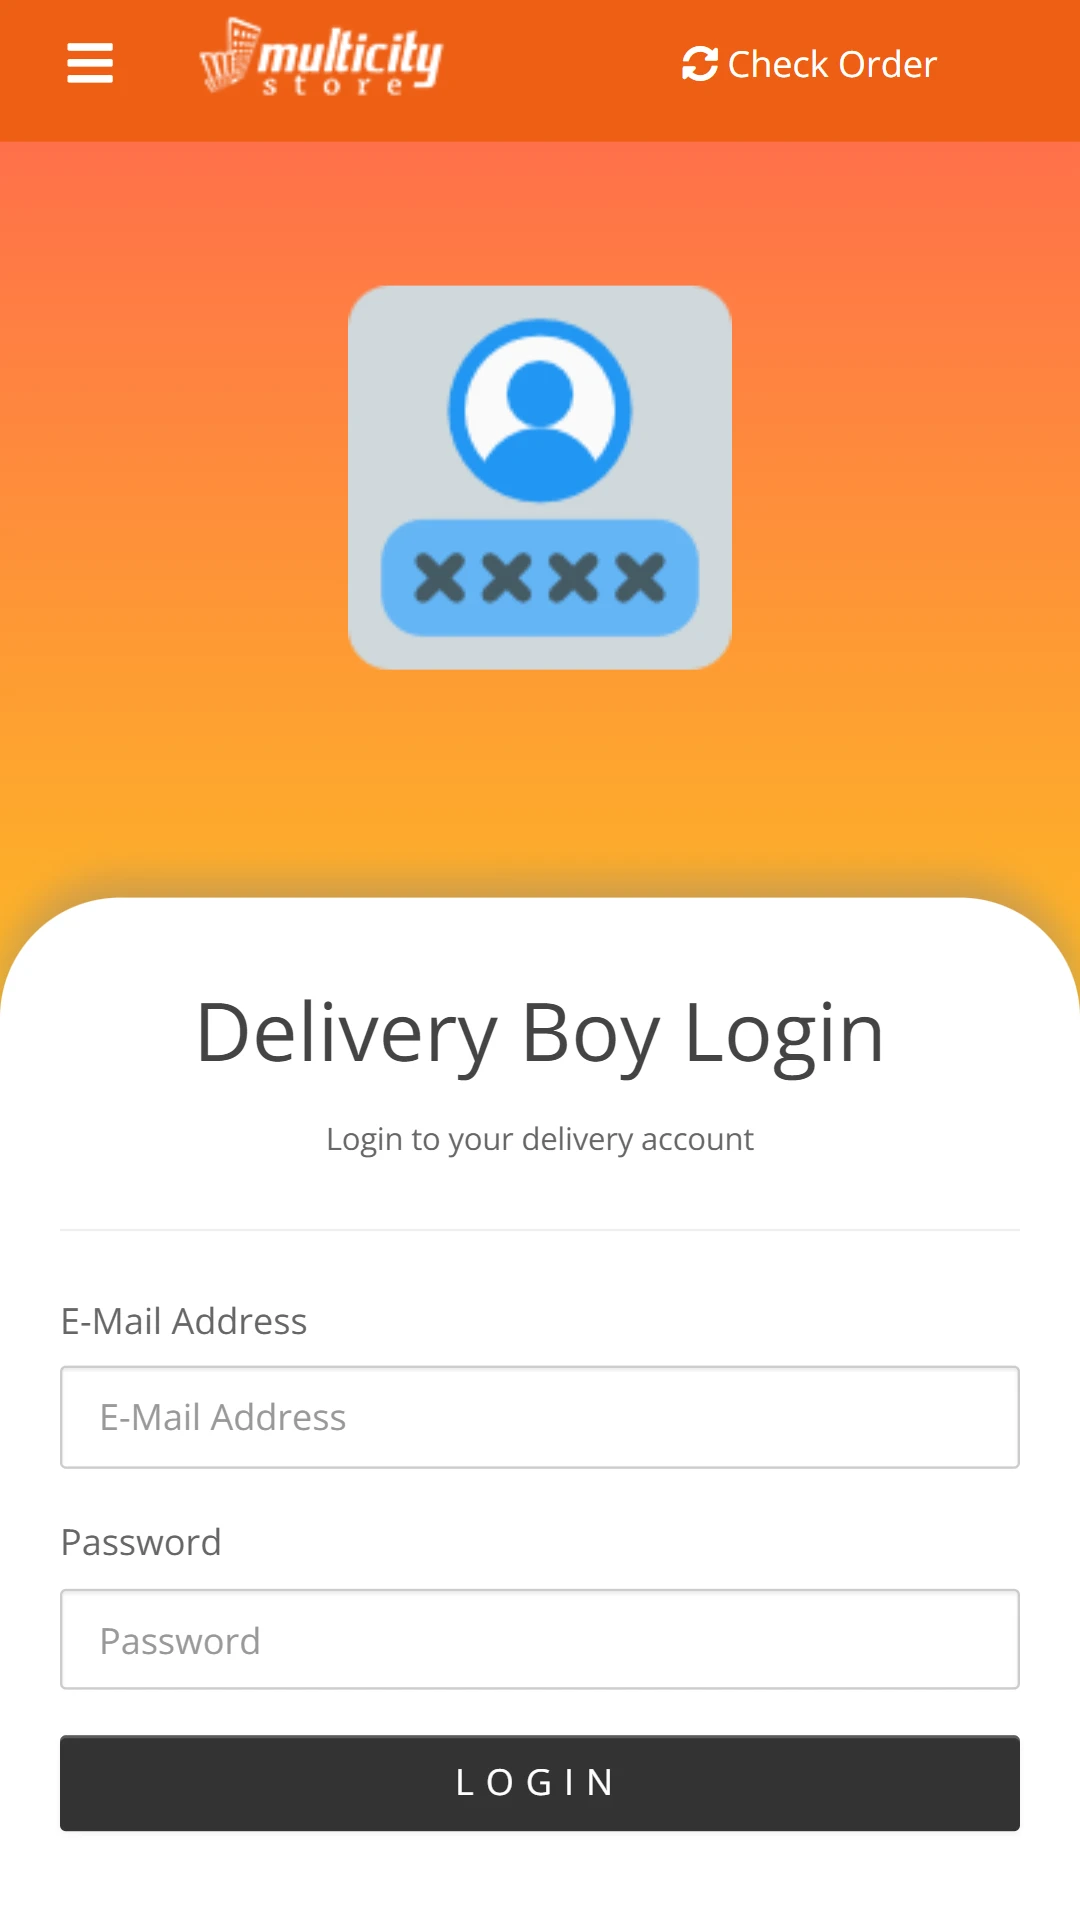 multicity
store
Check Order
Delivery Boy Login
Login to your delivery account
E-Mail Address
E-Mail Address
Password
Password
LOGIN